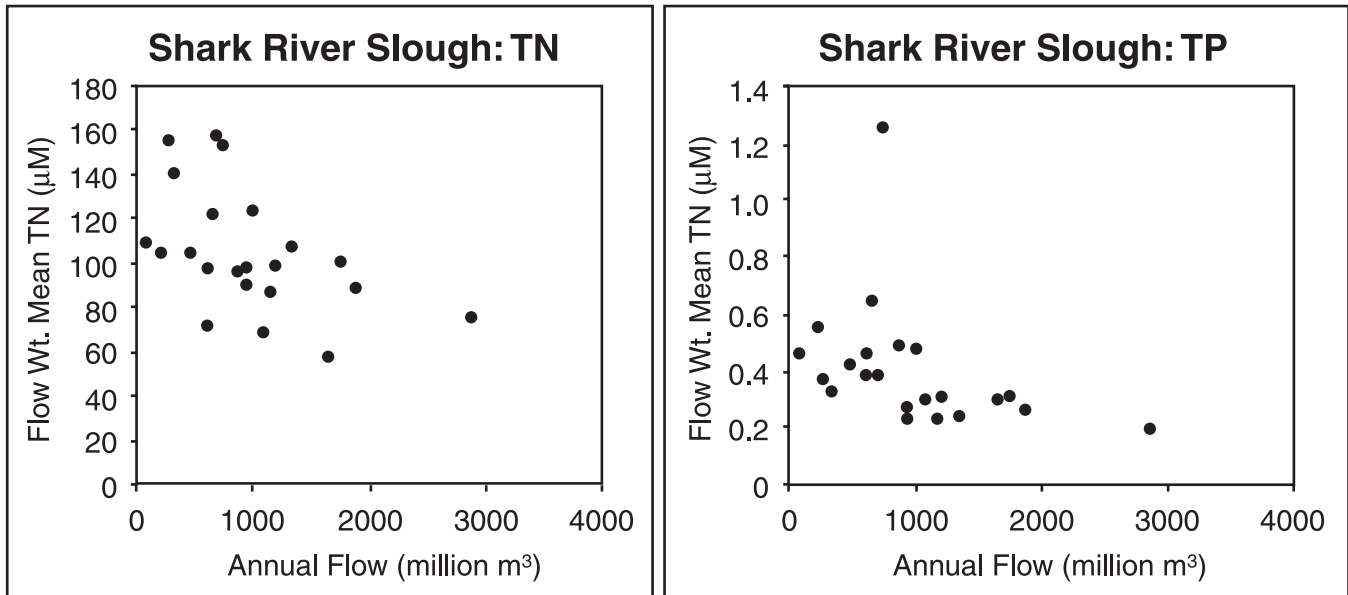 Shark River Slough: TN
Flow Wt. Mean TN (µM)
180
160
140
120
100
80
60
40
20
0
0 1000 2000 3000 4000
Annual Flow (million m³)
Shark River Slough: TP
Flow Wt. Mean TN (µM)
1.4
1.2
1.0
0.8
0.6
0.4
0.2
0
0 1000 2000 3000 4000
Annual Flow (million m³)